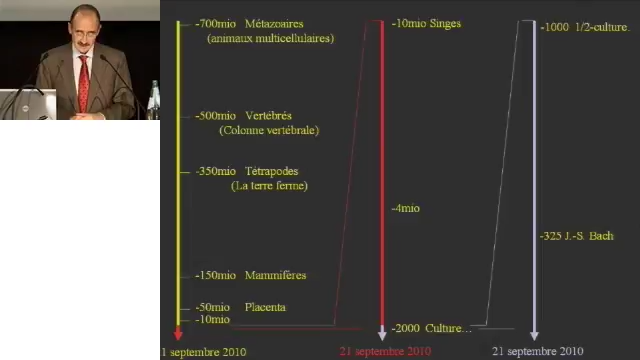 -700mio Métazoaires
(animaux multicellulaires)
-500mio Vertébrés
(Colonne vertébrale)
-350mio Tétrapodes
(La terre ferme)
-150mio Mammifères
-50mio Placenta
-10mio
1 septembre 2010
-10mio Singes
-4mio
-2000 Culture...
21 septembre 2010
-1000 1/2-culture.
-325 J.-S. Bach
21 septembre 2010